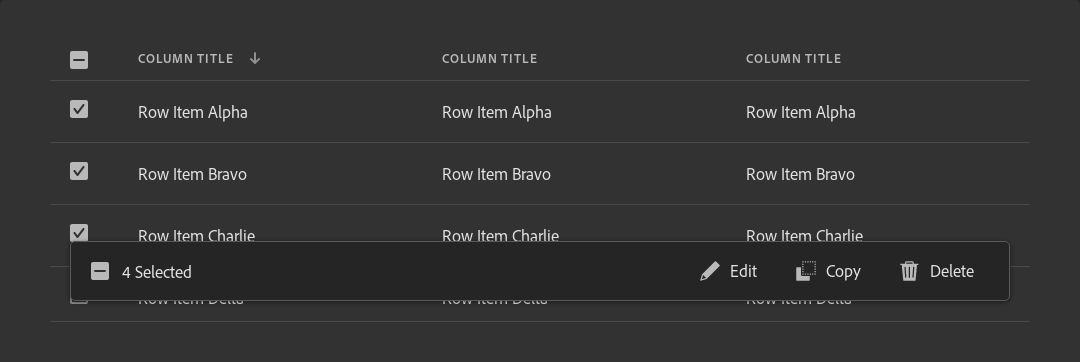 COLUMN TITLE COLUMN TITLE COLUMN TITLE
Row Item Alpha Row Item Alpha Row Item Alpha
Row Item Bravo Row Item Bravo Row Item Bravo
Row Item Charlie Row Item Charlie Row Item Charlie
4 Selected Edit Copy Delete
Row Item Delta Row Item Delta Row Item Delta